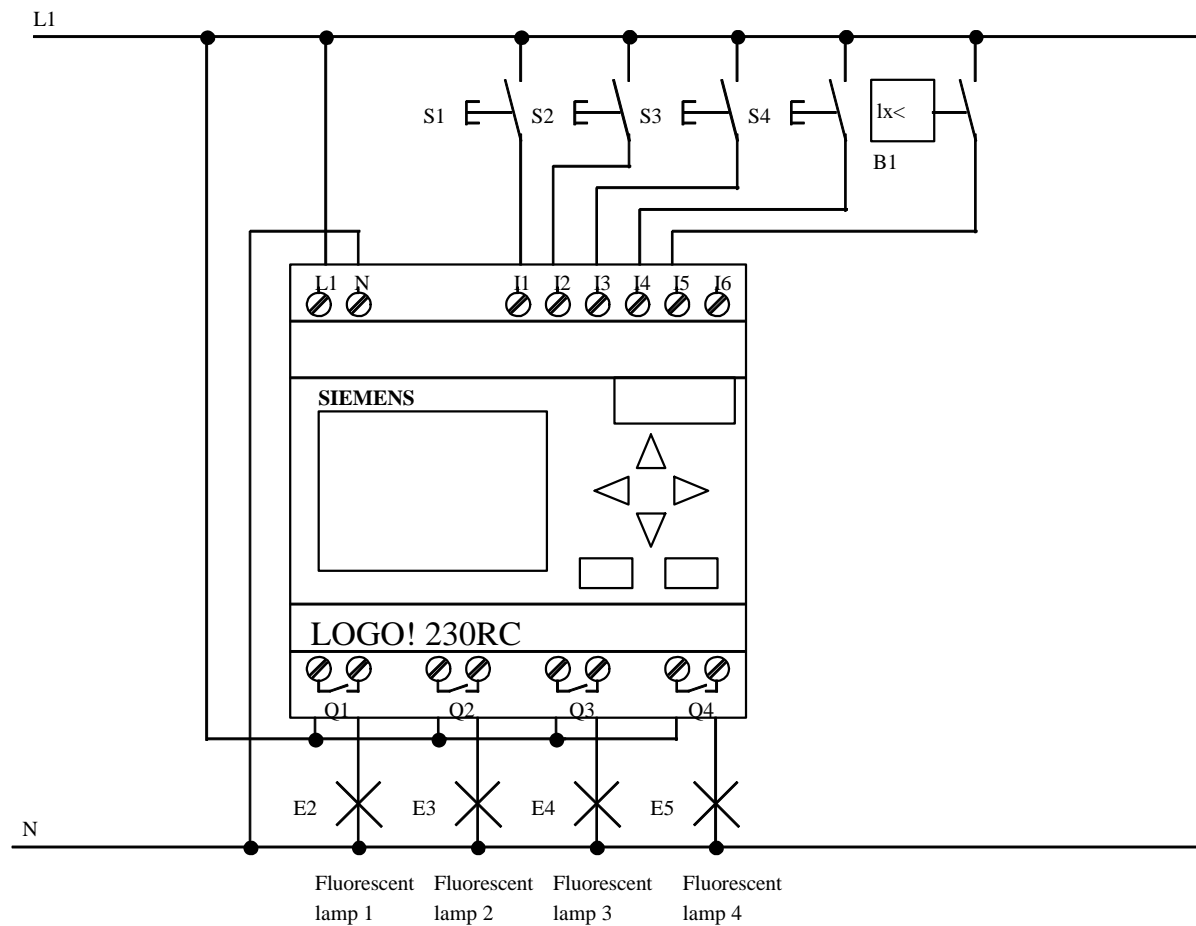 L1
S1
S2
S3
S4
lx<
B1
L1 N I1 I2 I3 I4 I5 I6
SIEMENS
LOGO! 230RC
Q1 Q2 Q3 Q4
E2 E3 E4 E5
N
Fluorescent
lamp 1
Fluorescent
lamp 2
Fluorescent
lamp 3
Fluorescent
lamp 4